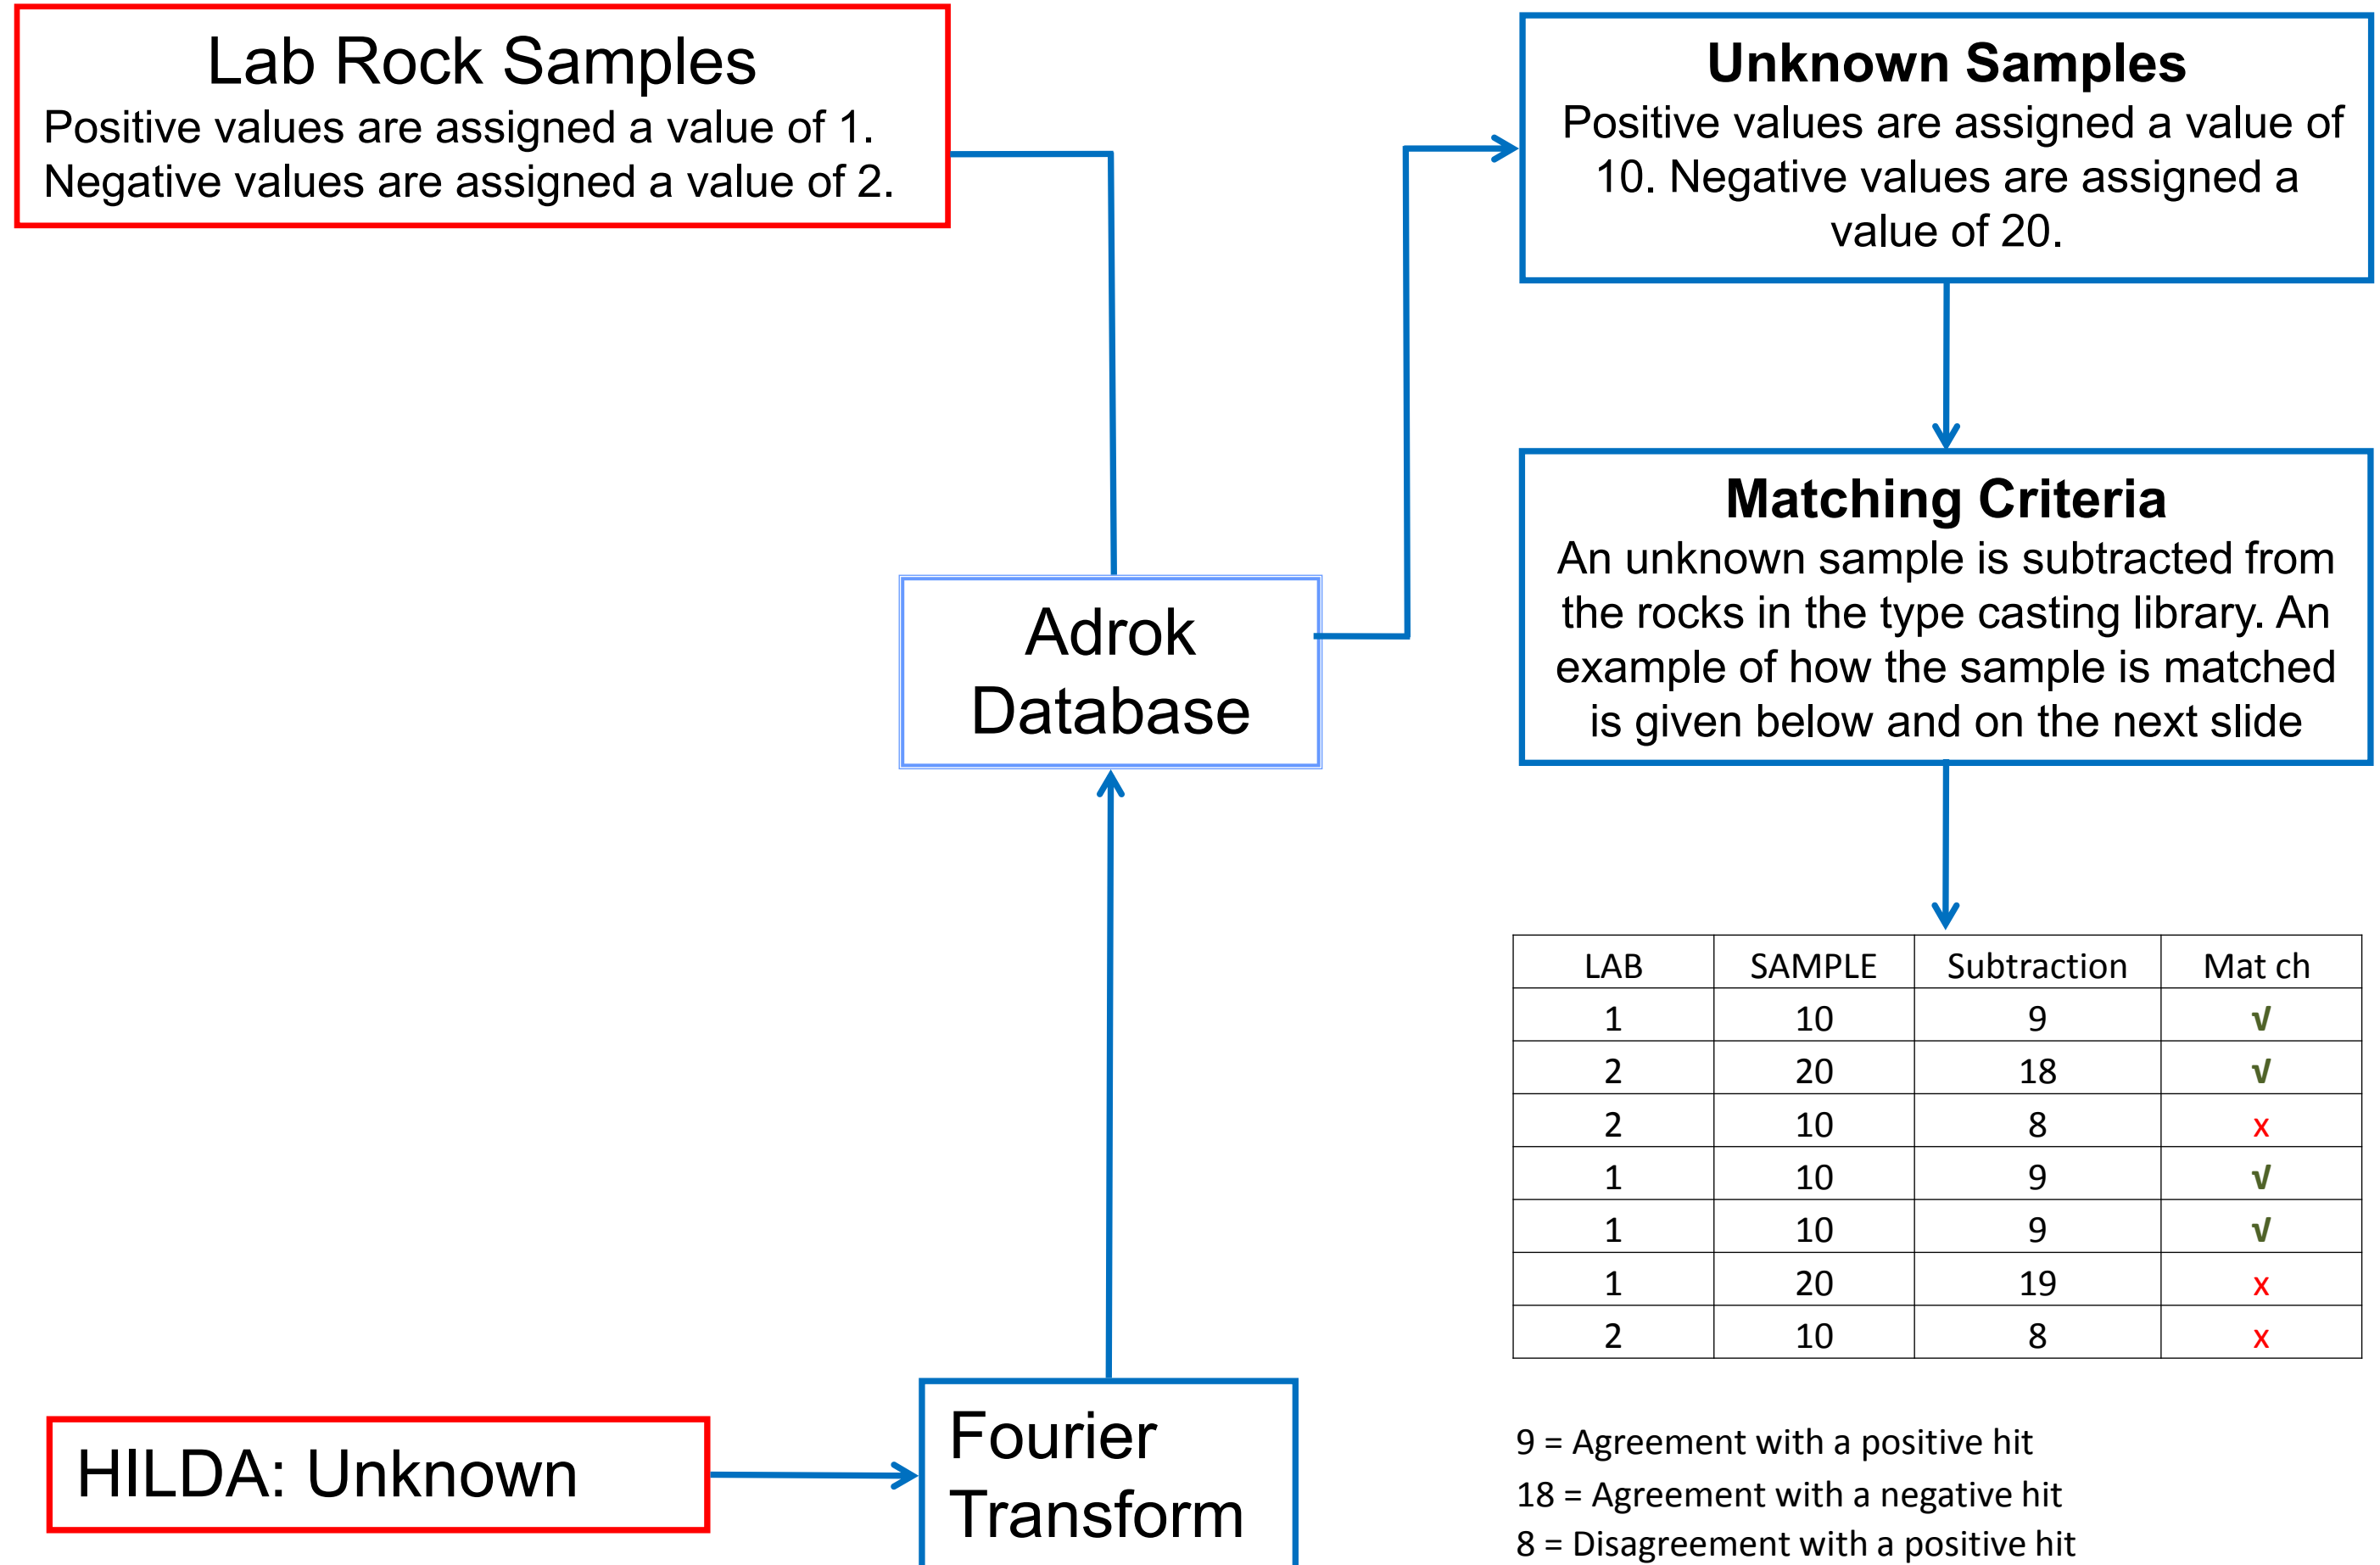 Lab Rock Samples
Positive values are assigned a value of 1.
Negative values are assigned a value of 2.
Unknown Samples
Positive values are assigned a value of
10. Negative values are assigned a
value of 20.
Matching Criteria
An unknown sample is subtracted from
the rocks in the type casting library. An
example of how the sample is matched
is given below and on the next slide
Adrok
Database
LAB SAMPLE Subtraction Mat ch
1 10 9 √
2 20 18 √
2 10 8 x
1 10 9 √
1 10 9 √
1 20 19 x
2 10 8 x
HILDA: Unknown
Fourier
Transform
9 = Agreement with a positive hit
18 = Agreement with a negative hit
8 = Disagreement with a positive hit